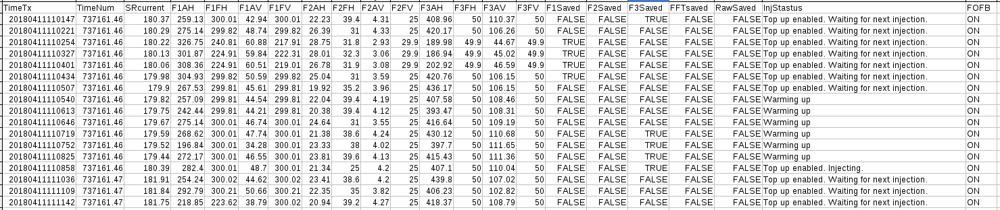 TimeTx TimeNum SRcurrent F1AH F1FH F1AV F1FV F2AH F2FH F2AV F2FV F3AH F3FH F3AV F3FV F1Saved F2Saved F3Saved FFTsaved RawSaved InjStastus FOFB
20180411110147 737161.46 180.37 259.13 300.01 42.94 300.01 22.23 39.4 4.31 25 408.96 50 110.37 50 FALSE FALSE TRUE FALSE FALSE Top up enabled. Waiting for next injection. ON
20180411110221 737161.46 180.29 275.14 299.82 48.74 299.82 26.39 31 4.33 25 420.17 50 106.26 50 FALSE FALSE FALSE FALSE FALSE Top up enabled. Waiting for next injection. ON
20180411110254 737161.46 180.22 326.75 240.81 60.88 217.91 28.75 31.8 2.93 29.9 189.98 49.9 44.67 49.9 TRUE FALSE FALSE FALSE FALSE Top up enabled. Waiting for next injection. ON
20180411110327 737161.46 180.13 301.87 224.91 59.84 222.31 28.01 32.3 3.06 29.9 186.94 49.9 45.02 49.9 TRUE FALSE FALSE FALSE FALSE Top up enabled. Waiting for next injection. ON
20180411110401 737161.46 180.06 308.36 224.91 60.51 219.01 26.78 31.9 3.08 29.9 202.92 49.9 46.59 49.9 TRUE FALSE FALSE FALSE FALSE Top up enabled. Waiting for next injection. ON
20180411110434 737161.46 179.98 304.93 299.82 50.59 299.82 25.04 31 3.59 25 420.76 50 106.15 50 TRUE FALSE FALSE FALSE FALSE Top up enabled. Waiting for next injection. ON
20180411110507 737161.46 179.9 267.53 299.81 45.61 299.81 19.92 35.2 3.96 25 436.17 50 106.15 50 FALSE FALSE FALSE FALSE FALSE Top up enabled. Waiting for next injection. ON
20180411110540 737161.46 179.82 257.09 299.81 44.54 299.81 22.04 39.4 4.19 25 407.58 50 108.46 50 FALSE FALSE FALSE FALSE FALSE Warming up ON
20180411110613 737161.46 179.75 242.44 299.81 44.21 299.81 20.38 39.4 4.12 25 393.47 50 108.31 50 FALSE FALSE FALSE FALSE FALSE Warming up ON
20180411110646 737161.46 179.67 275.14 300.01 46.74 300.01 24.64 31 3.55 25 416.64 50 109.19 50 FALSE FALSE FALSE FALSE FALSE Warming up ON
20180411110719 737161.46 179.59 268.62 300.01 47.74 300.01 21.38 38.6 4.24 25 430.12 50 110.68 50 FALSE FALSE TRUE FALSE FALSE Warming up ON
20180411110752 737161.46 179.52 196.84 300.01 34.28 300.01 23.33 38 4.02 25 397.7 50 111.65 50 FALSE FALSE TRUE FALSE FALSE Warming up ON
20180411110825 737161.46 179.44 272.17 300.01 46.55 300.01 23.81 39.6 4.13 25 415.43 50 111.36 50 FALSE FALSE TRUE FALSE FALSE Warming up ON
20180411110858 737161.46 180.39 282.4 300.01 48.7 300.01 21.34 25 4.2 25 407.1 50 110.04 50 FALSE FALSE TRUE FALSE FALSE Top up enabled. Injecting. ON
20180411111036 737161.47 181.91 254.24 300.02 44.62 300.02 23.41 38.6 4.2 25 439.8 50 107.02 50 FALSE FALSE FALSE FALSE FALSE Top up enabled. Waiting for next injection. ON
20180411111109 737161.47 181.84 292.79 300.21 50.66 300.21 22.35 35 3.82 25 406.23 50 102.82 50 FALSE FALSE FALSE FALSE FALSE Top up enabled. Waiting for next injection. ON
20180411111142 737161.47 181.75 218.85 223.62 38.79 300.02 20.94 39.2 4.27 25 418.37 50 108.79 50 FALSE FALSE FALSE FALSE FALSE Top up enabled. Waiting for next injection. ON